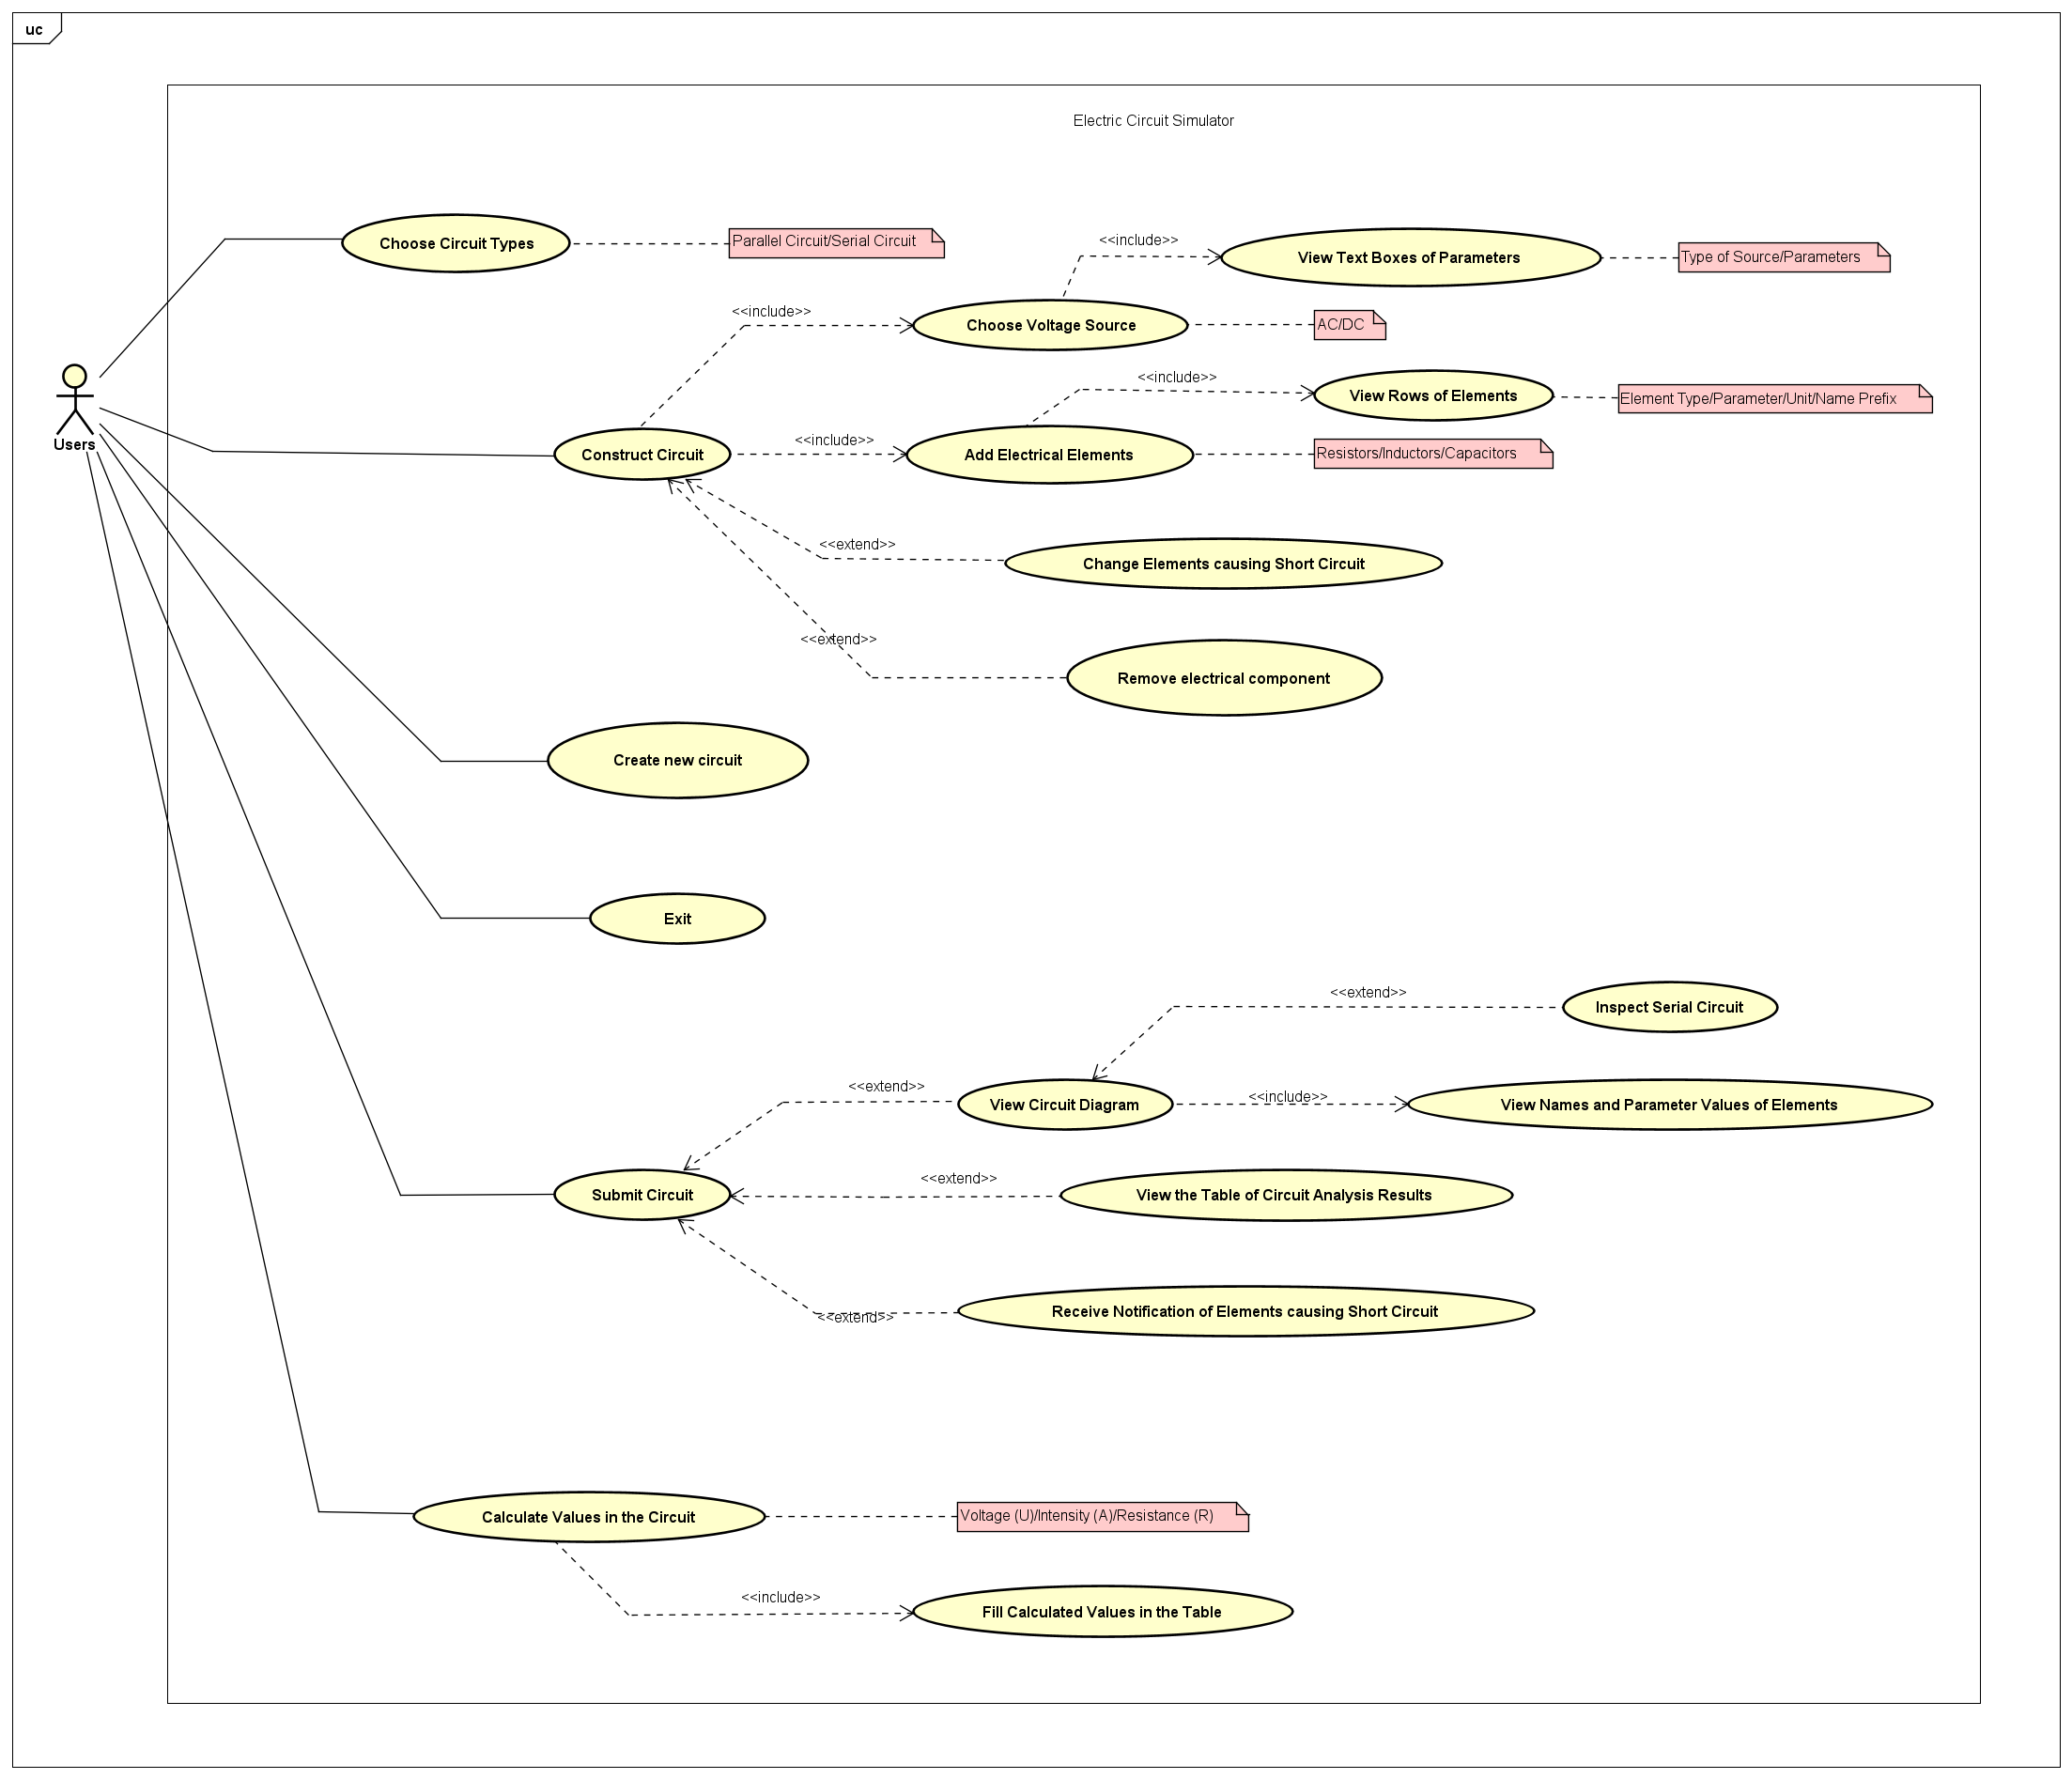 uc
Electric Circuit Simulator
Choose Circuit Types
Parallel Circuit/Serial Circuit
<<include>>
View Text Boxes of Parameters
Type of Source/Parameters
<<include>>
Choose Voltage Source
AC/DC
<<include>>
View Rows of Elements
Element Type/Parameter/Unit/Name Prefix
Users
Construct Circuit
<<include>>
Add Electrical Elements
Resistors/Inductors/Capacitors
<<extend>>
Change Elements causing Short Circuit
<<extend>>
Remove electrical component
Create new circuit
Exit
<<extend>>
Inspect Serial Circuit
<<extend>>
View Circuit Diagram
<<include>>
View Names and Parameter Values of Elements
Submit Circuit
<<extend>>
View the Table of Circuit Analysis Results
<<extend>>
Receive Notification of Elements causing Short Circuit
Calculate Values in the Circuit
Voltage (U)/Intensity (A)/Resistance (R)
<<include>>
Fill Calculated Values in the Table